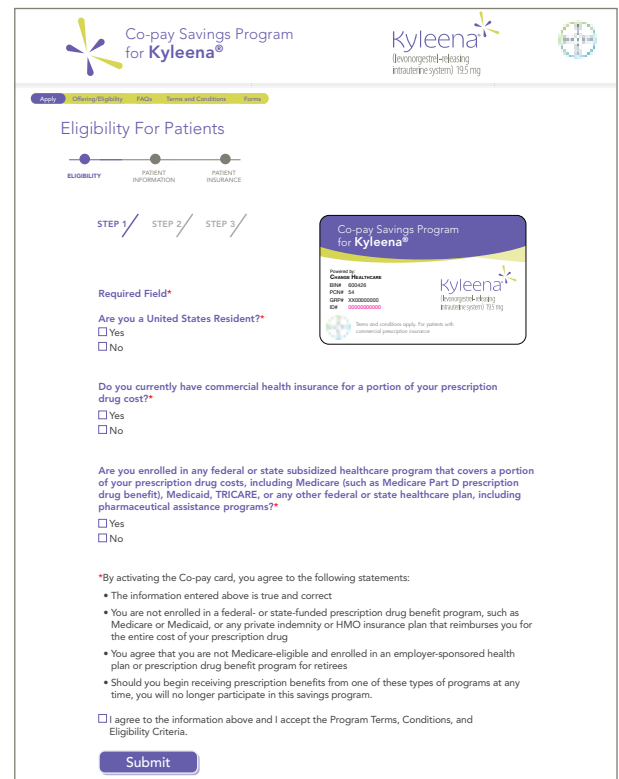 Co-pay Savings Program
for Kyleena®
Kyleena®
(levonorgestrel-releasing
intrauterine system) 19.5 mg
Apply Offering/Eligibility FAQs Terms and Conditions Forms
Eligibility For Patients
ELIGIBILITY
PATIENT
INFORMATION
PATIENT
INSURANCE
STEP 1 STEP 2 STEP 3
Co-pay Savings Program
for Kyleena®
Powered by:
CHANGE HEALTHCARE
BIN# 600426
PCN# 54
GRP# XX00000000
ID# 00000000000
Kyleena®
(levonorgestrel-releasing
intrauterine system) 19.5 mg
Terms and conditions apply. For patients with
commercial prescription insurance
Required Field*
Are you a United States Resident?*
Yes
No
Do you currently have commercial health insurance for a portion of your prescription
drug cost?*
Yes
No
Are you enrolled in any federal or state subsidized healthcare program that covers a portion
of your prescription drug costs, including Medicare (such as Medicare Part D prescription
drug benefit), Medicaid, TRICARE, or any other federal or state healthcare plan, including
pharmaceutical assistance programs?*
Yes
No
*By activating the Co-pay card, you agree to the following statements:
• The information entered above is true and correct
• You are not enrolled in a federal- or state-funded prescription drug benefit program, such as
Medicare or Medicaid, or any private indemnity or HMO insurance plan that reimburses you for
the entire cost of your prescription drug
• You agree that you are not Medicare-eligible and enrolled in an employer-sponsored health
plan or prescription drug benefit program for retirees
• Should you begin receiving prescription benefits from one of these types of programs at any
time, you will no longer participate in this savings program.
I agree to the information above and I accept the Program Terms, Conditions, and
Eligibility Criteria.
Submit